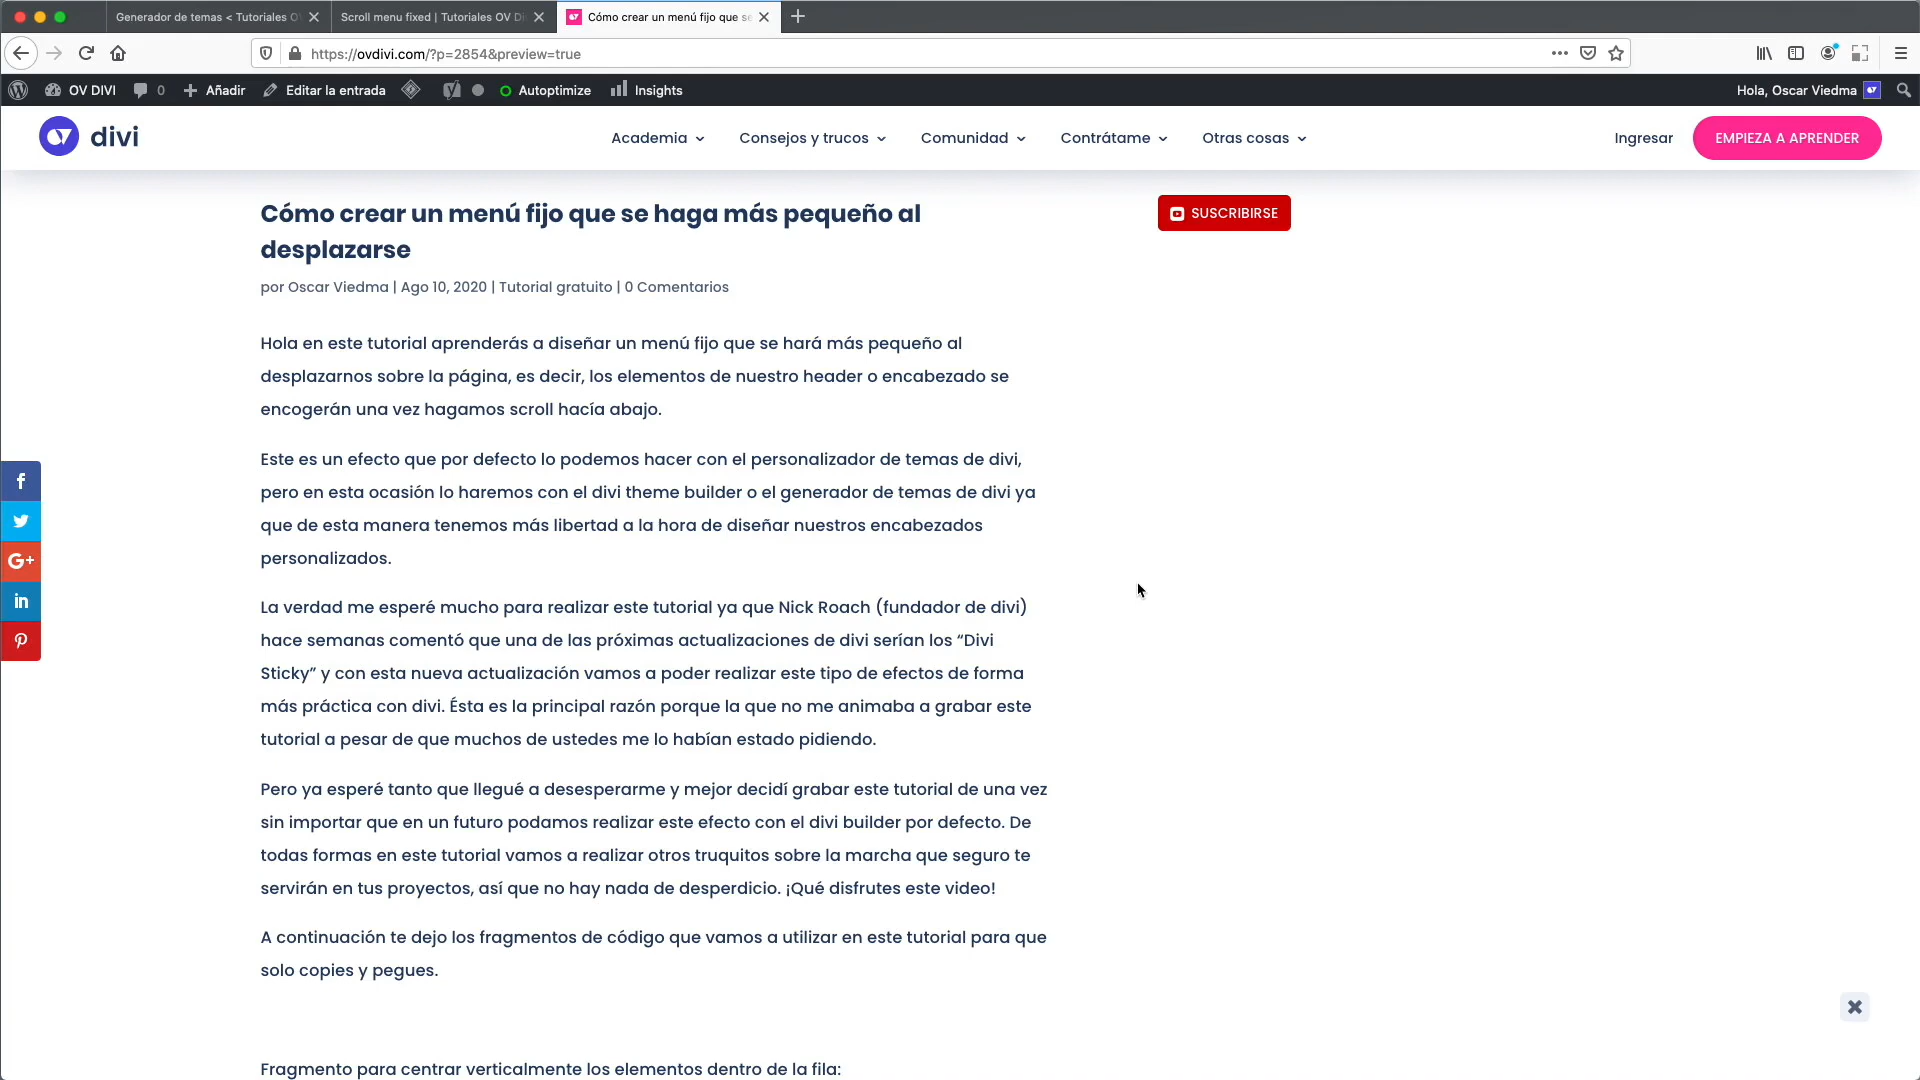 Generador de temas < Tutoriales O
Scroll menu fixed | Tutoriales OV Di
Cómo crear un menú fijo que se
https://ovdivi.com/?p=2854&preview=true
OV DIVI
0
Añadir
Editar la entrada
Autoptimize
Insights
Hola, Oscar Viedma
divi
Academia
Consejos y trucos
Comunidad
Contrátame
Otras cosas
Ingresar
EMPIEZA A APRENDER
Cómo crear un menú fijo que se haga más pequeño al
desplazarse
SUSCRIBIRSE
por Oscar Viedma | Ago 10, 2020 | Tutorial gratuito | 0 Comentarios
Hola en este tutorial aprenderás a diseñar un menú fijo que se hará más pequeño al
desplazarnos sobre la página, es decir, los elementos de nuestro header o encabezado se
encogerán una vez hagamos scroll hacía abajo.
Este es un efecto que por defecto lo podemos hacer con el personalizador de temas de divi,
pero en esta ocasión lo haremos con el divi theme builder o el generador de temas de divi ya
que de esta manera tenemos más libertad a la hora de diseñar nuestros encabezados
personalizados.
La verdad me esperé mucho para realizar este tutorial ya que Nick Roach (fundador de divi)
hace semanas comentó que una de las próximas actualizaciones de divi serían los “Divi
Sticky” y con esta nueva actualización vamos a poder realizar este tipo de efectos de forma
más práctica con divi. Ésta es la principal razón porque la que no me animaba a grabar este
tutorial a pesar de que muchos de ustedes me lo habían estado pidiendo.
Pero ya esperé tanto que llegué a desesperarme y mejor decidí grabar este tutorial de una vez
sin importar que en un futuro podamos realizar este efecto con el divi builder por defecto. De
todas formas en este tutorial vamos a realizar otros truquitos sobre la marcha que seguro te
servirán en tus proyectos, así que no hay nada de desperdicio. ¡Qué disfrutes este video!
A continuación te dejo los fragmentos de código que vamos a utilizar en este tutorial para que
solo copies y pegues.
Fragmento para centrar verticalmente los elementos dentro de la fila: